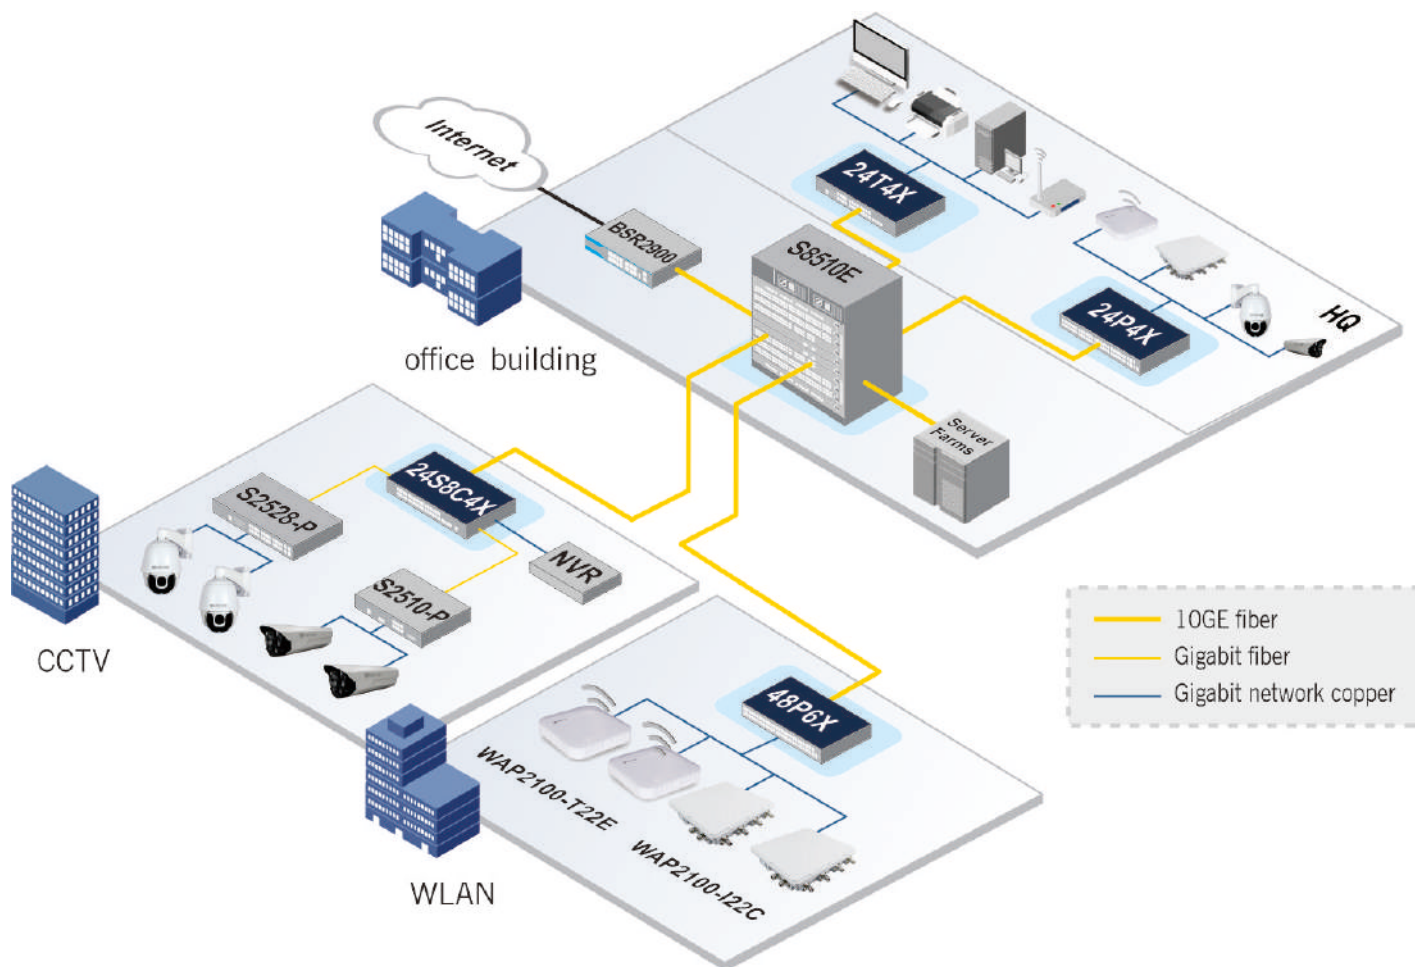 Internet
BSR2900
24T4X
S8510E
24P4X
HQ
office building
Server
Farms
24S8C4X
S2528-P
S2510-P
NVR
CCTV
10GE fiber
Gigabit fiber
Gigabit network copper
48P6X
WAP2100-T22E
WAP2100-I22C
WLAN